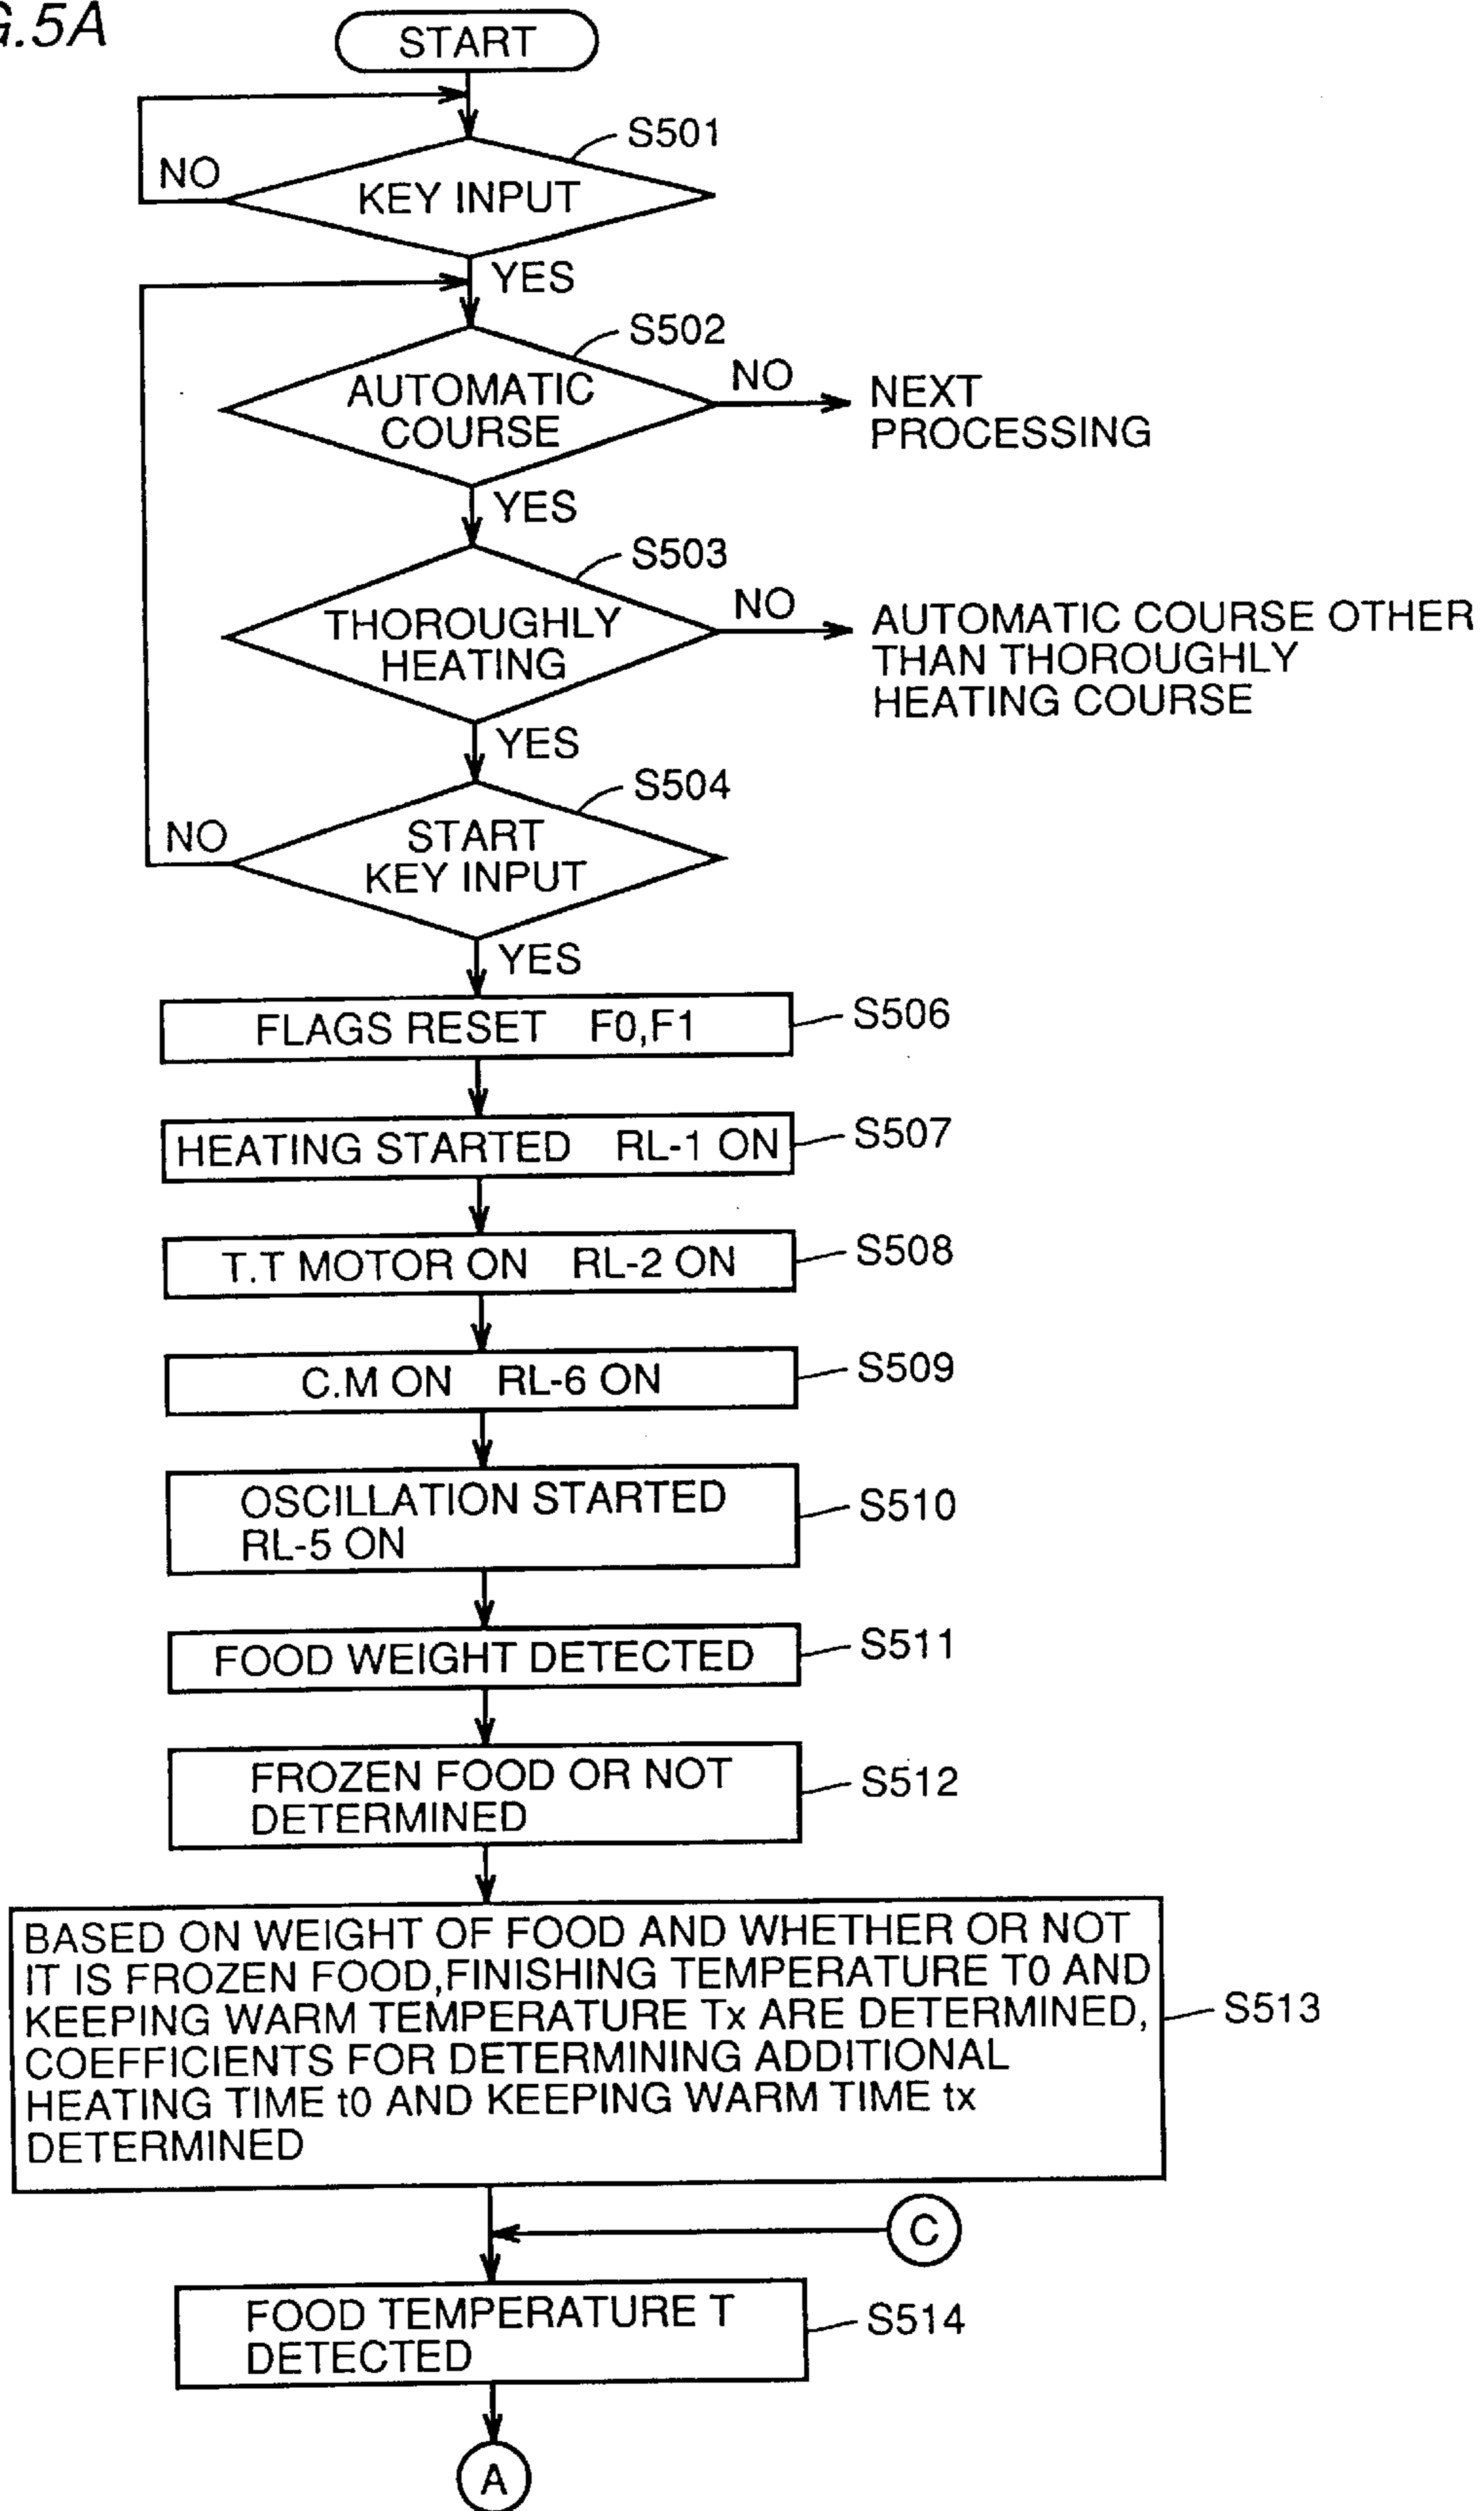 G.5A
START
S501
NO
KEY INPUT
YES
S502
AUTOMATIC
COURSE
NO
NEXT
PROCESSING
YES
S503
THOROUGHLY
HEATING
NO
AUTOMATIC COURSE OTHER
THAN THOROUGHLY
HEATING COURSE
YES
S504
NO
START
KEY INPUT
YES
FLAGS RESET F0,F1
S506
HEATING STARTED RL-1 ON
S507
T.T MOTOR ON RL-2 ON
S508
C.M ON RL-6 ON
S509
OSCILLATION STARTED
RL-5 ON
S510
FOOD WEIGHT DETECTED
S511
FROZEN FOOD OR NOT
DETERMINED
S512
BASED ON WEIGHT OF FOOD AND WHETHER OR NOT
IT IS FROZEN FOOD,FINISHING TEMPERATURE T0 AND
KEEPING WARM TEMPERATURE Tx ARE DETERMINED,
COEFFICIENTS FOR DETERMINING ADDITIONAL
HEATING TIME t0 AND KEEPING WARM TIME tx
DETERMINED
S513
C
FOOD TEMPERATURE T
DETECTED
S514
A